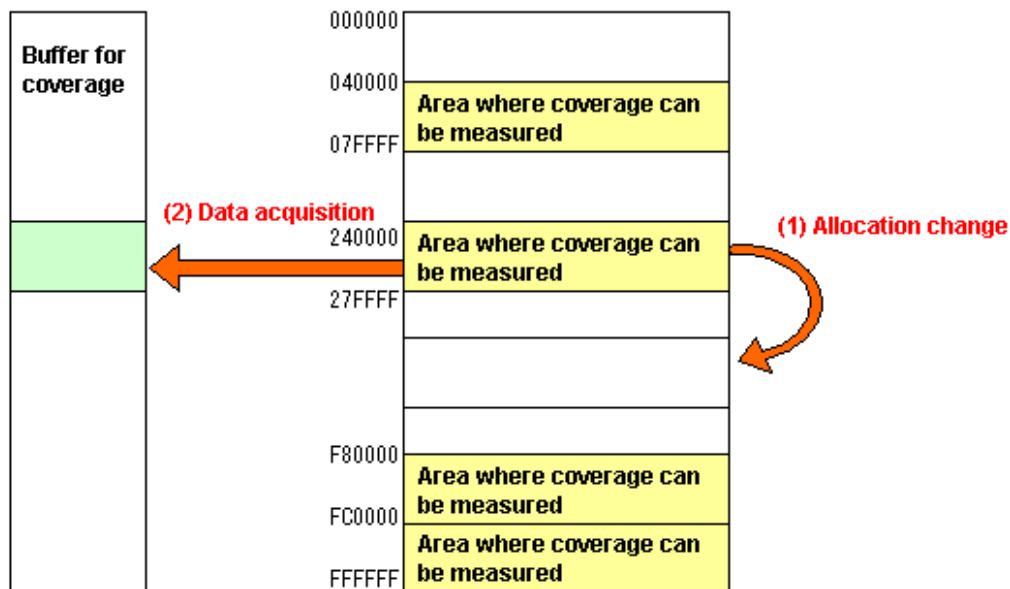 Buffer for
coverage
000000
040000
Area where coverage can
be measured
07FFFF
(2) Data acquisition
240000
Area where coverage can
be measured
(1) Allocation change
27FFFF
F80000
Area where coverage can
be measured
FC0000
Area where coverage can
be measured
FFFFFF